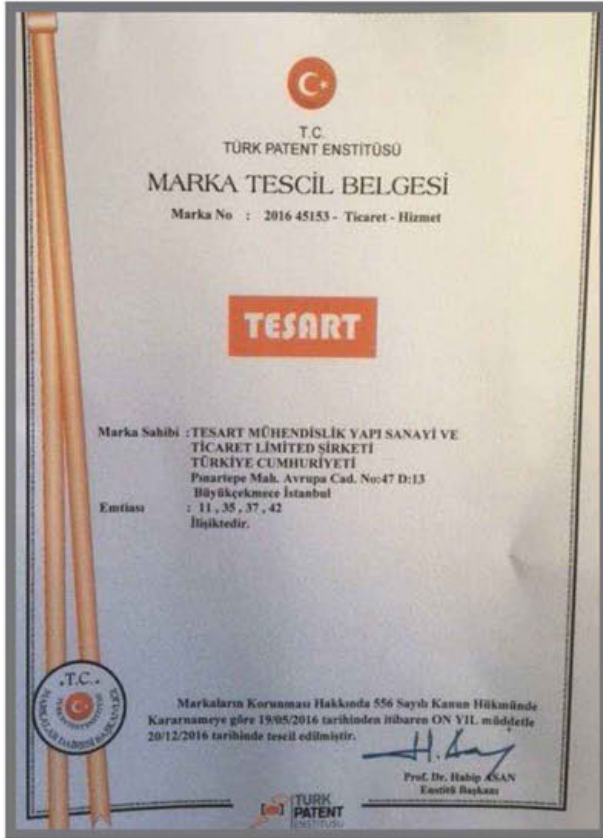 T.C.
TÜRK PATENT ENSTİTÜSÜ
MARKA TESCİL BELGESİ
Marka No : 2016 45153 - Ticaret - Hizmet
TESART
Marka Sahibi : TESART MÜHENDİSLİK YAPI SANAYİ VE
TİCARET LİMİTED ŞİRKETİ
TÜRKİYE CUMHURİYETİ
Pınartepe Mah. Avrupa Cad. No:47 D:13
Büyükçekmece İstanbul
Emtiası : 11 , 35 , 37 , 42
İlişiktedir.
Markaların Korunması Hakkında 556 Sayılı Kanun Hükmünde
Kararnameye göre 19/05/2016 tarihinden itibaren ON YIL müddetle
20/12/2016 tarihinde tescil edilmiştir.
Prof. Dr. Habip ASAN
Enstitü Başkanı
.T.C.
MARKALAR DAİRESİ BAŞKANLIĞI
TÜRK
PATENT
ENSTİTÜSÜ